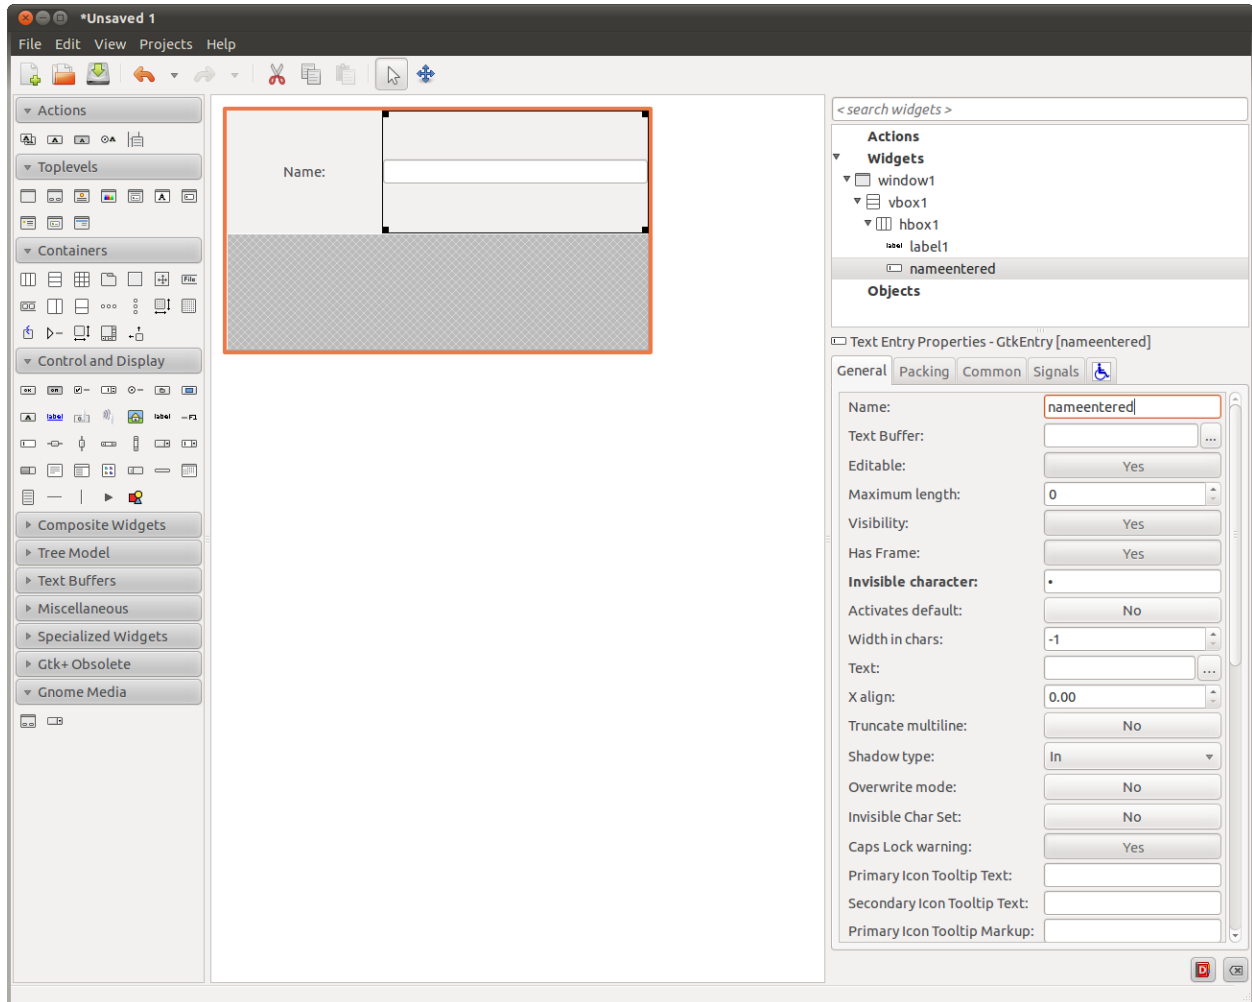 *Unsaved 1
File Edit View Projects Help
Actions
Toplevels
Containers
File
Control and Display
label
label
Composite Widgets
Tree Model
Text Buffers
Miscellaneous
Specialized Widgets
Gtk+ Obsolete
Gnome Media
Name:
< search widgets >
Actions
Widgets
window1
vbox1
hbox1
label label1
nameentered
Objects
Text Entry Properties - GtkEntry [nameentered]
General Packing Common Signals
Name: nameentered
Text Buffer: ...
Editable: Yes
Maximum length: 0
Visibility: Yes
Has Frame: Yes
Invisible character: •
Activates default: No
Width in chars: -1
Text: ...
X align: 0.00
Truncate multiline: No
Shadow type: In
Overwrite mode: No
Invisible Char Set: No
Caps Lock warning: Yes
Primary Icon Tooltip Text:
Secondary Icon Tooltip Text:
Primary Icon Tooltip Markup: